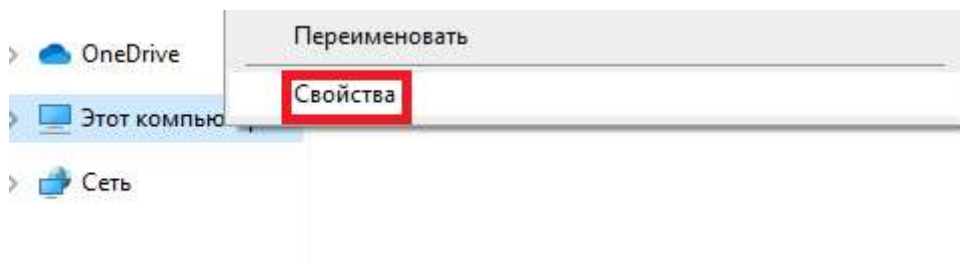 Переименовать
OneDrive
Свойства
Этот компью
Сеть